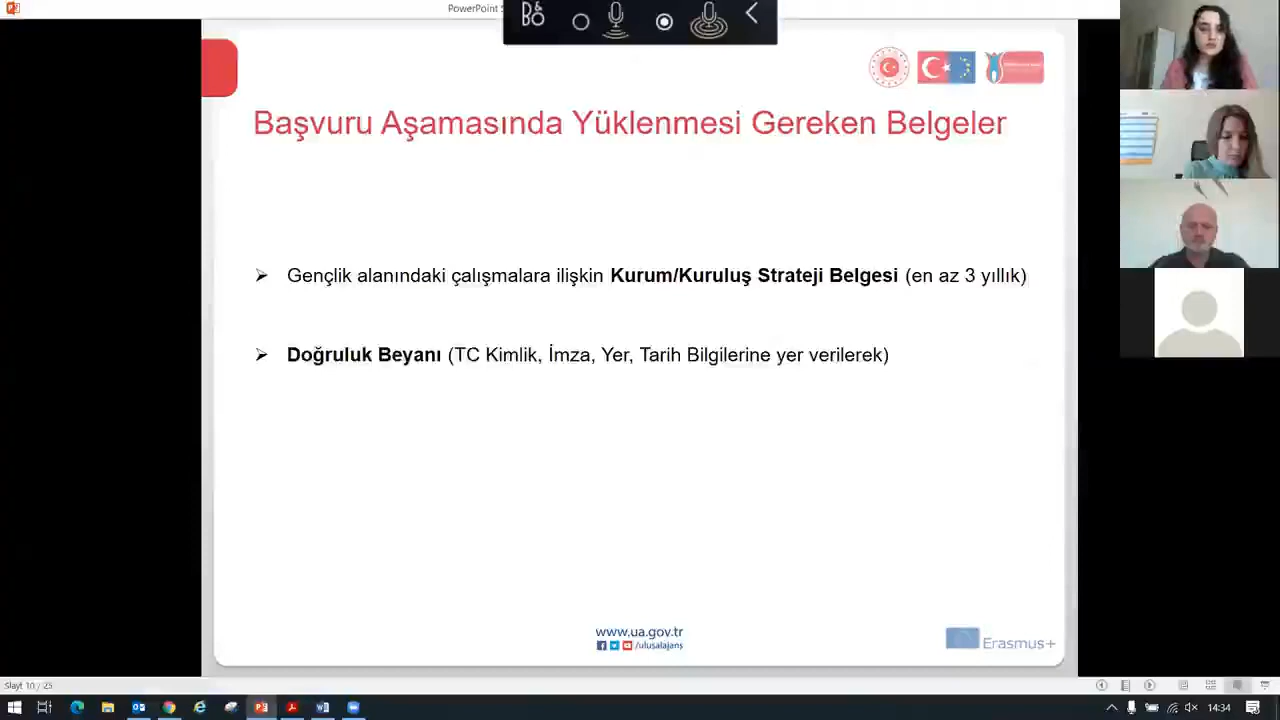 PowerPoint S
B&O
Başvuru Aşamasında Yüklenmesi Gereken Belgeler
➢ Gençlik alanındaki çalışmalara ilişkin Kurum/Kuruluş Strateji Belgesi (en az 3 yıllık)
➢ Doğruluk Beyanı (TC Kimlik, İmza, Yer, Tarih Bilgilerine yer verilerek)
www.ua.gov.tr
/ulusalajans
Erasmus+
Slayt 10 / 25
14:34